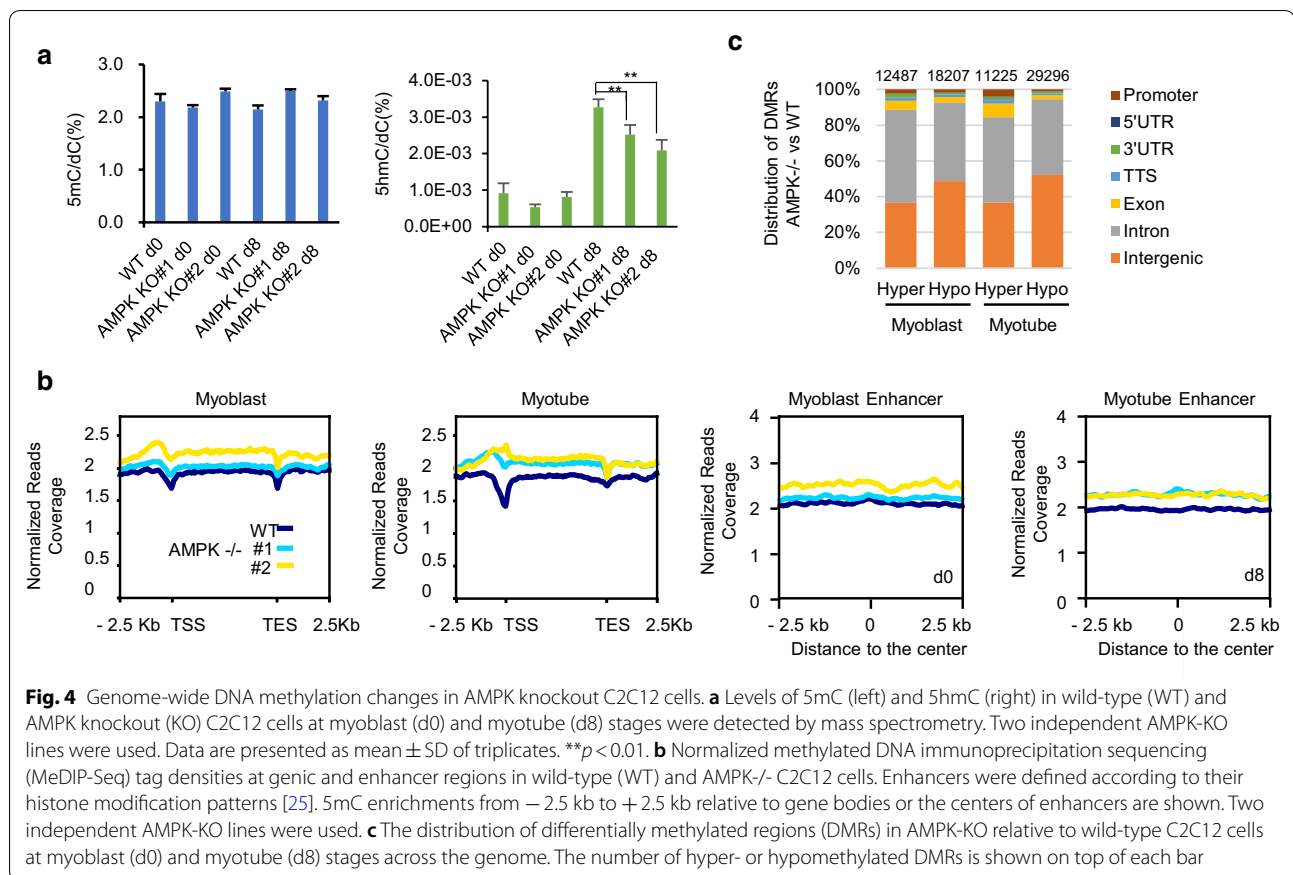 a
3.0
2.0
1.0
0.0
5mC/dC(%)
WT d0
AMPK KO#1 d0
AMPK KO#2 d0
WT d8
AMPK KO#1 d8
AMPK KO#2 d8
4.0E-03
3.0E-03
2.0E-03
1.0E-03
0.0E+00
5hmC/dC(%)
**
**
WT d0
AMPK KO#1 d0
AMPK KO#2 d0
WT d8
AMPK KO#1 d8
AMPK KO#2 d8
c
12487 18207 11225 29296
100%
80%
60%
40%
20%
0%
Distribution of DMRs
AMPK-/- vs WT
Hyper Hypo Hyper Hypo
Myoblast Myotube
Promoter
5'UTR
3'UTR
TTS
Exon
Intron
Intergenic
b
Myoblast
Normalized Reads
Coverage
2.5
2
1.5
1
0.5
0
WT
AMPK -/- #1
#2
- 2.5 Kb TSS TES 2.5Kb
Myotube
Normalized Reads
Coverage
2.5
2
1.5
1
0.5
0
- 2.5 Kb TSS TES 2.5Kb
Myoblast Enhancer
Normalized Reads
Coverage
4
3
2
1
0
d0
- 2.5 kb 0 2.5 kb
Distance to the center
Myotube Enhancer
Normalized Reads
Coverage
4
3
2
1
0
d8
- 2.5 kb 0 2.5 kb
Distance to the center
Fig. 4 Genome-wide DNA methylation changes in AMPK knockout C2C12 cells. a Levels of 5mC (left) and 5hmC (right) in wild-type (WT) and
AMPK knockout (KO) C2C12 cells at myoblast (d0) and myotube (d8) stages were detected by mass spectrometry. Two independent AMPK-KO
lines were used. Data are presented as mean ± SD of triplicates. **p < 0.01. b Normalized methylated DNA immunoprecipitation sequencing
(MeDIP-Seq) tag densities at genic and enhancer regions in wild-type (WT) and AMPK-/- C2C12 cells. Enhancers were defined according to their
histone modification patterns [25]. 5mC enrichments from − 2.5 kb to + 2.5 kb relative to gene bodies or the centers of enhancers are shown. Two
independent AMPK-KO lines were used. c The distribution of differentially methylated regions (DMRs) in AMPK-KO relative to wild-type C2C12 cells
at myoblast (d0) and myotube (d8) stages across the genome. The number of hyper- or hypomethylated DMRs is shown on top of each bar